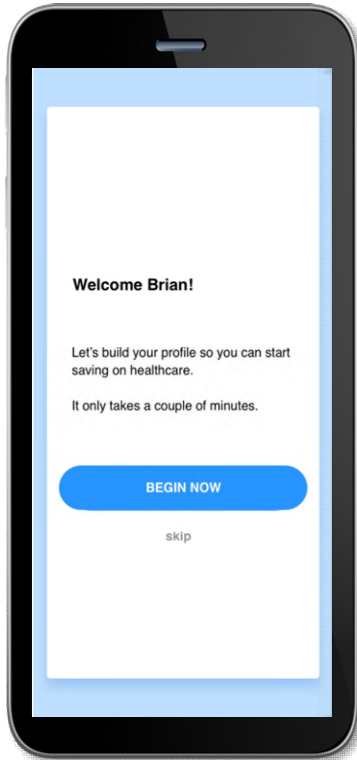 Welcome Brian!
Let's build your profile so you can start
saving on healthcare.
It only takes a couple of minutes.
BEGIN NOW
skip